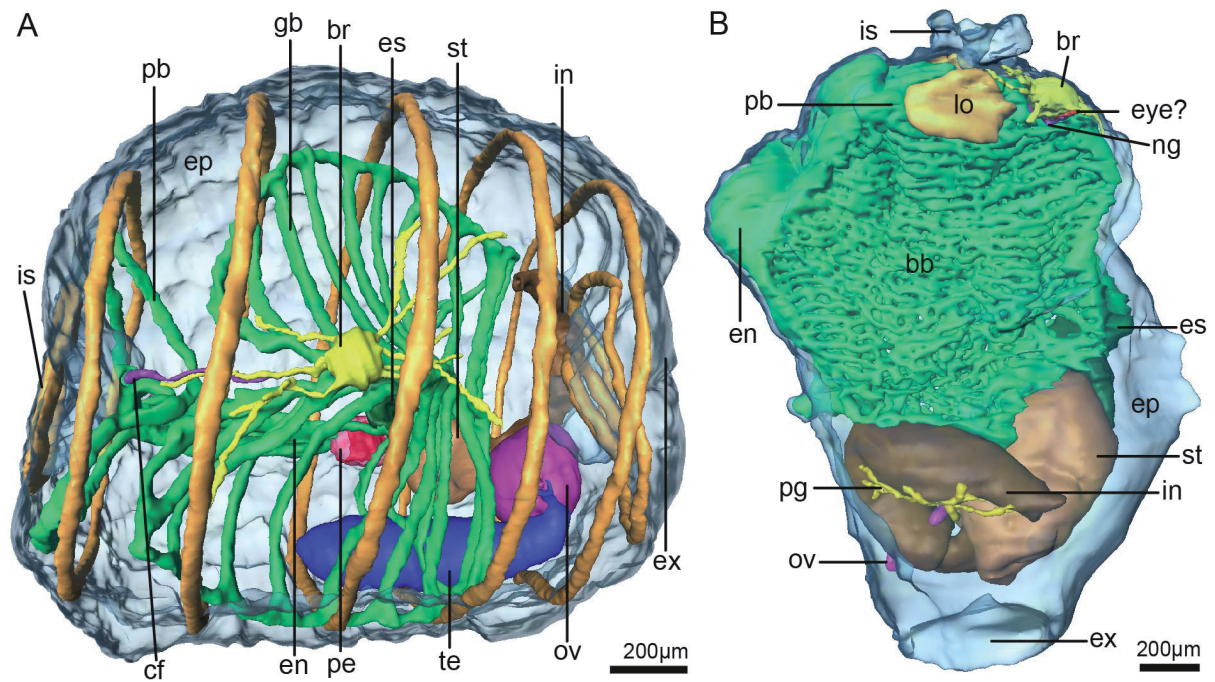 A
gb
br
es
st
in
pb
ep
is
cf
en
pe
te
ov
ex
200µm
B
is
br
pb
lo
eye?
ng
bb
en
es
ep
st
pg
in
ov
ex
200µm